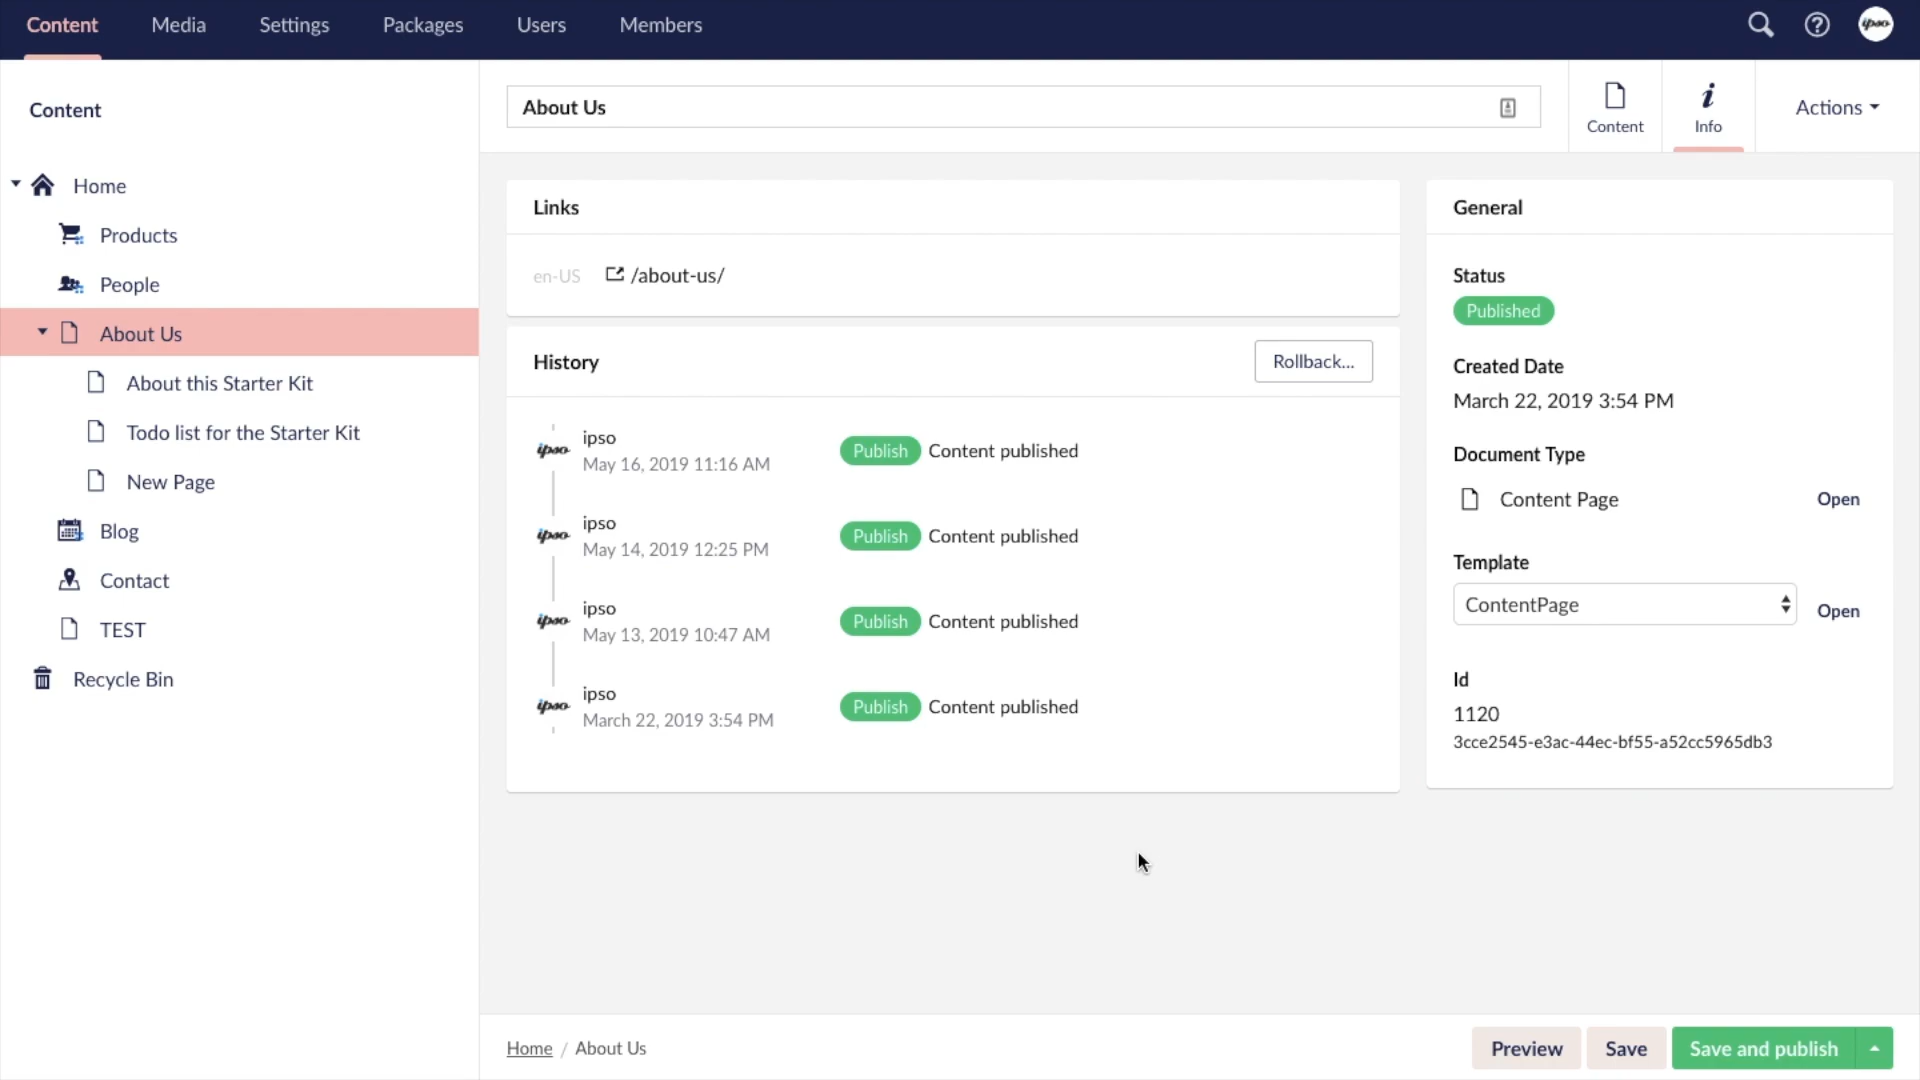 Content Media Settings Packages Users Members
ipso
Content
Home
Products
People
About Us
About this Starter Kit
Todo list for the Starter Kit
New Page
Blog
Contact
TEST
Recycle Bin
About Us
Content
Info
Actions
Links
en-US /about-us/
History Rollback...
ipso
ipso
May 16, 2019 11:16 AM
Publish Content published
ipso
ipso
May 14, 2019 12:25 PM
Publish Content published
ipso
ipso
May 13, 2019 10:47 AM
Publish Content published
ipso
ipso
March 22, 2019 3:54 PM
Publish Content published
General
Status
Published
Created Date
March 22, 2019 3:54 PM
Document Type
Content Page Open
Template
ContentPage Open
Id
1120
3cce2545-e3ac-44ec-bf55-a52cc5965db3
Home / About Us
Preview Save Save and publish